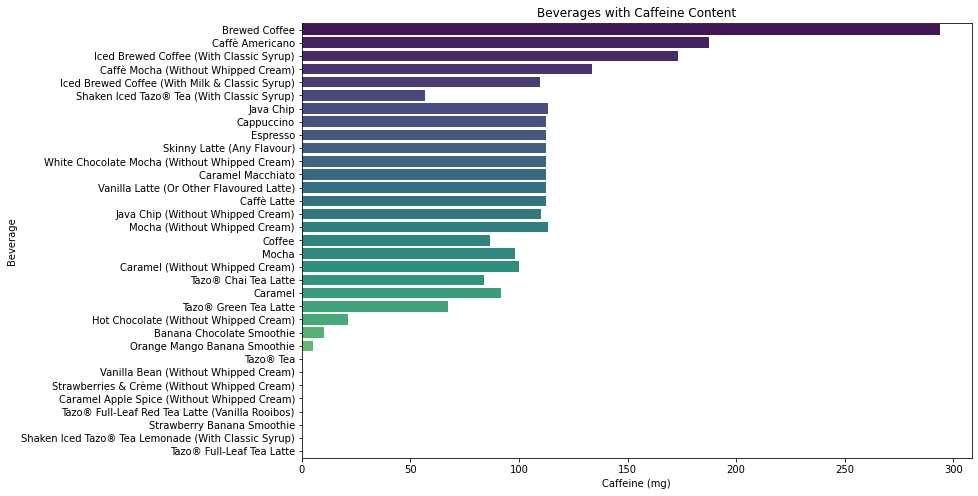 Beverages with Caffeine Content
Brewed Coffee
Caffè Americano
Iced Brewed Coffee (With Classic Syrup)
Caffè Mocha (Without Whipped Cream)
Iced Brewed Coffee (With Milk & Classic Syrup)
Shaken Iced Tazo® Tea (With Classic Syrup)
Java Chip
Cappuccino
Espresso
Skinny Latte (Any Flavour)
White Chocolate Mocha (Without Whipped Cream)
Caramel Macchiato
Vanilla Latte (Or Other Flavoured Latte)
Caffè Latte
Java Chip (Without Whipped Cream)
Mocha (Without Whipped Cream)
Coffee
Mocha
Caramel (Without Whipped Cream)
Tazo® Chai Tea Latte
Caramel
Tazo® Green Tea Latte
Hot Chocolate (Without Whipped Cream)
Banana Chocolate Smoothie
Orange Mango Banana Smoothie
Tazo® Tea
Vanilla Bean (Without Whipped Cream)
Strawberries & Crème (Without Whipped Cream)
Caramel Apple Spice (Without Whipped Cream)
Tazo® Full-Leaf Red Tea Latte (Vanilla Rooibos)
Strawberry Banana Smoothie
Shaken Iced Tazo® Tea Lemonade (With Classic Syrup)
Tazo® Full-Leaf Tea Latte
Beverage
0 50 100 150 200 250 300
Caffeine (mg)